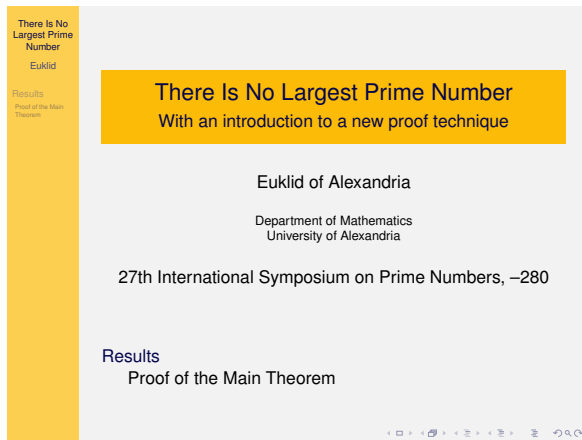 There Is No
Largest Prime
Number
Euklid
Results
Proof of the Main
Theorem
There Is No Largest Prime Number
With an introduction to a new proof technique
Euklid of Alexandria
Department of Mathematics
University of Alexandria
27th International Symposium on Prime Numbers, –280
Results
Proof of the Main Theorem